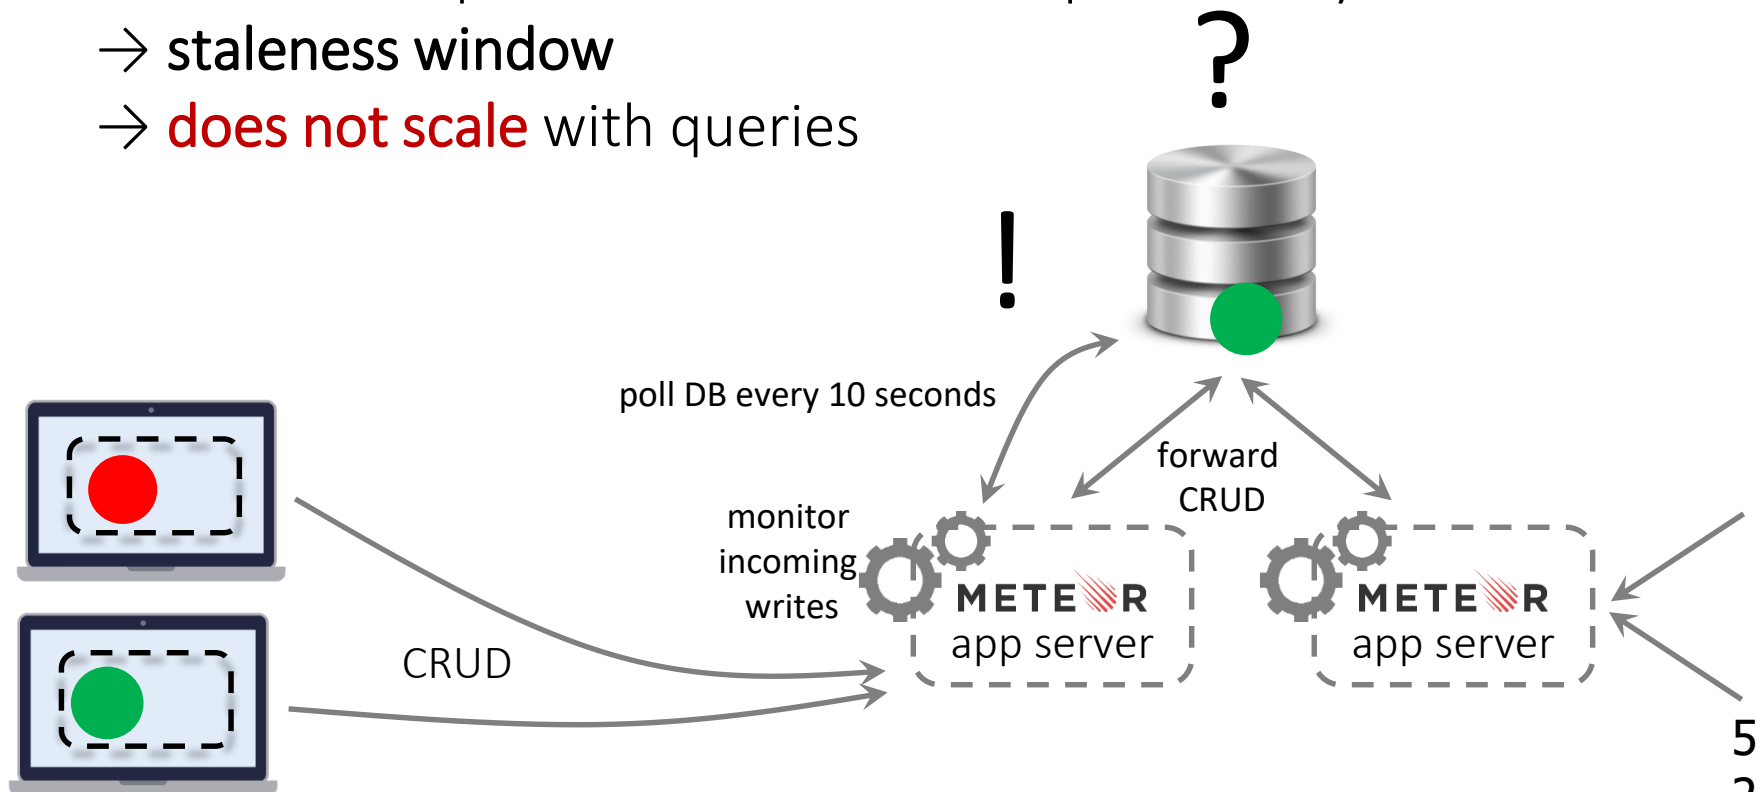 → staleness window
→ does not scale with queries
?
!
poll DB every 10 seconds
forward
CRUD
monitor
incoming
writes
METEOR
app server
METEOR
app server
CRUD
5